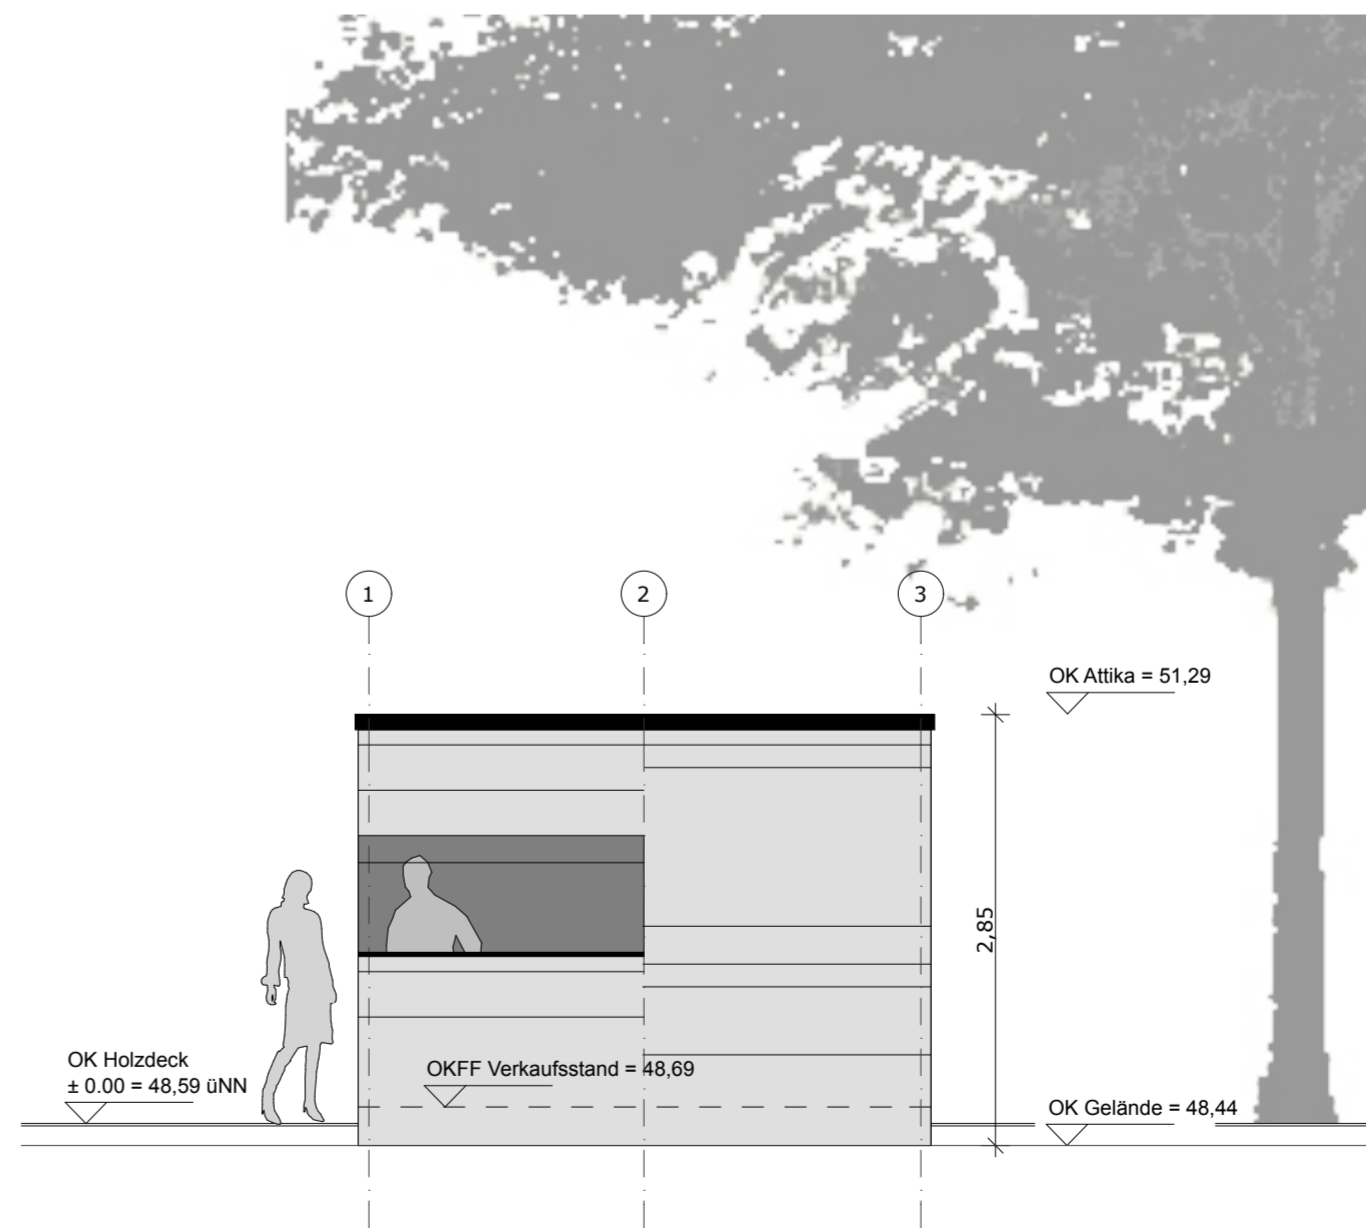 1
2
3
OK Attika = 51,29
2,85
OK Holzdeck
± 0.00 = 48,59 üNN
OKFF Verkaufsstand = 48,69
OK Gelände = 48,44